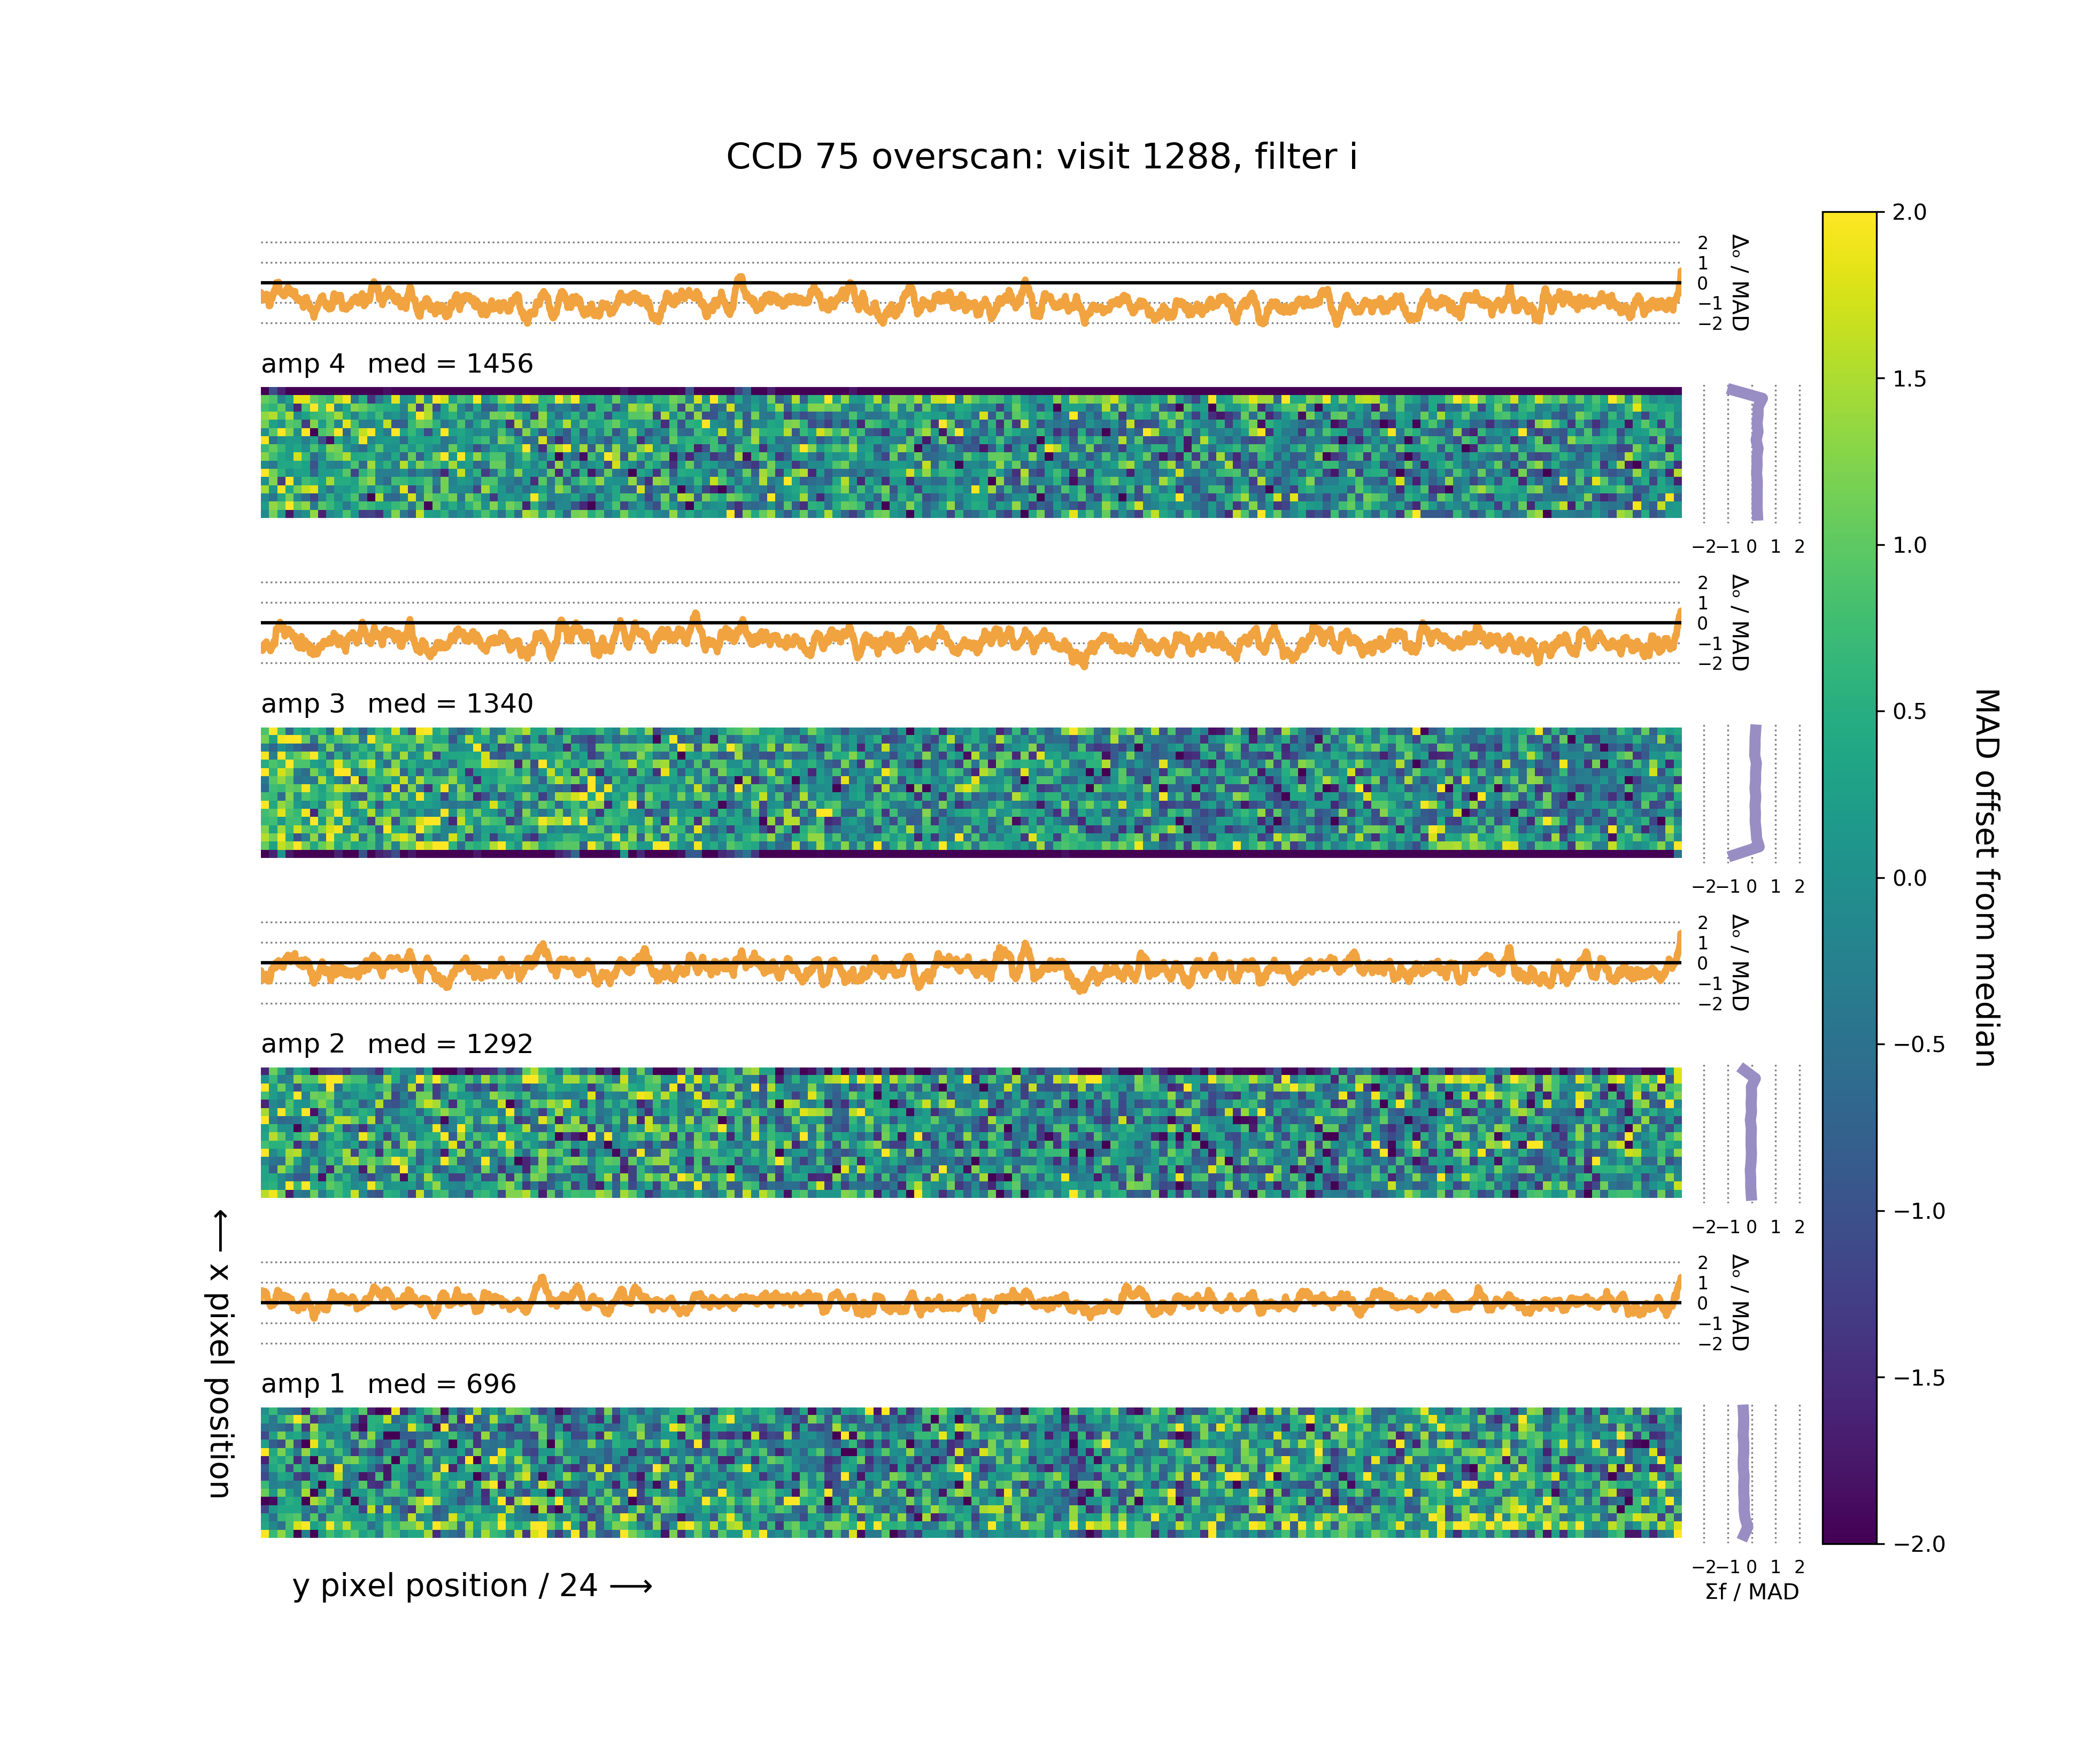 CCD 75 overscan: visit 1288, filter i
2
1
0
−1
−2
Δₒ / MAD
amp 4 med = 1456
−2 −1 0 1 2
2
1
0
−1
−2
Δₒ / MAD
amp 3 med = 1340
−2 −1 0 1 2
2
1
0
−1
−2
Δₒ / MAD
amp 2 med = 1292
−2 −1 0 1 2
2
1
0
−1
−2
Δₒ / MAD
amp 1 med = 696
−2 −1 0 1 2
Σf / MAD
y pixel position / 24 ⟶
⟵ x pixel position
2.0
1.5
1.0
0.5
0.0
−0.5
−1.0
−1.5
−2.0
MAD offset from median